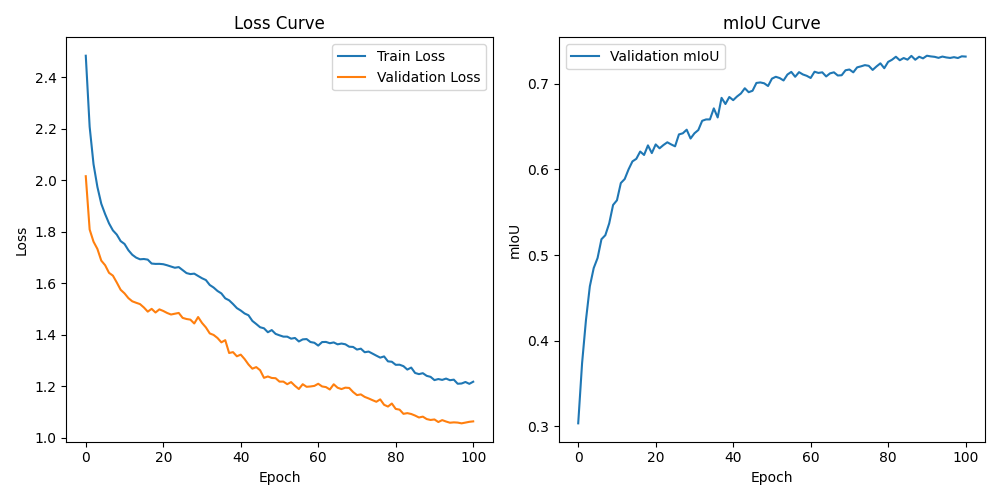 Loss Curve
Train Loss
Validation Loss
2.4
2.2
2.0
1.8
1.6
1.4
1.2
1.0
Loss
0 20 40 60 80 100
Epoch
mIoU Curve
Validation mIoU
0.7
0.6
0.5
0.4
0.3
mIoU
0 20 40 60 80 100
Epoch